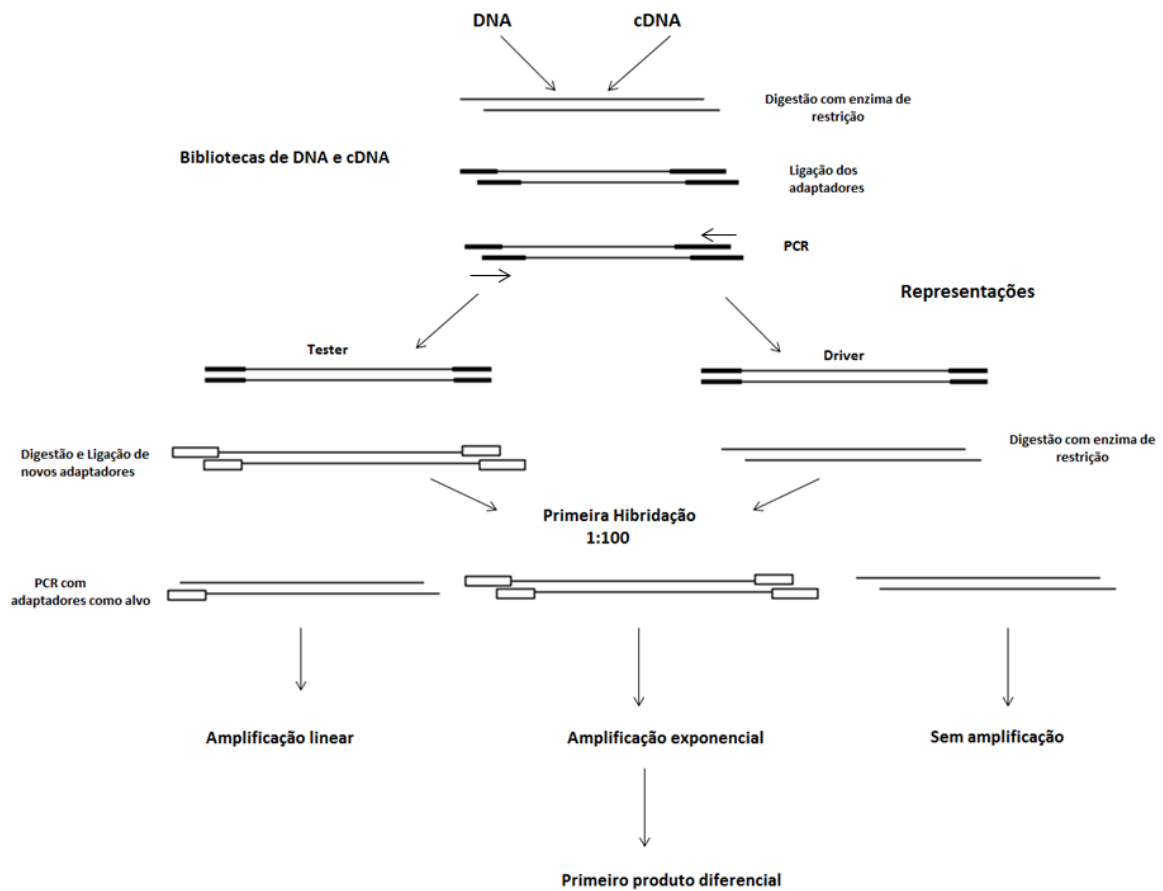 DNA
cDNA
Digestão com enzima de
restrição
Bibliotecas de DNA e cDNA
Ligação dos
adaptadores
PCR
Representações
Tester
Driver
Digestão e Ligação de
novos adaptadores
Digestão com enzima de
restrição
Primeira Hibridação
1:100
PCR com
adaptadores como alvo
Amplificação linear
Amplificação exponencial
Sem amplificação
Primeiro produto diferencial